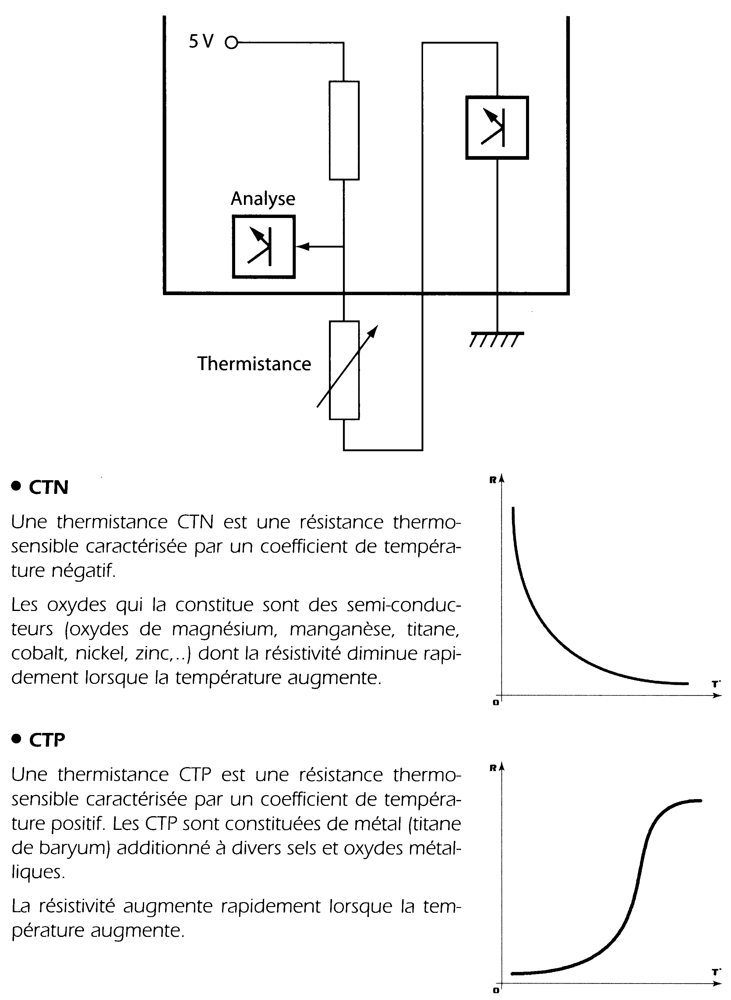 5 V
Analyse
Thermistance
• CTN
Une thermistance CTN est une résistance thermo-
sensible caractérisée par un coefficient de tempéra-
ture négatif.
Les oxydes qui la constitue sont des semi-conduc-
teurs (oxydes de magnésium, manganèse, titane,
cobalt, nickel, zinc,..) dont la résistivité diminue rapi-
dement lorsque la température augmente.
R
T°
0
• CTP
Une thermistance CTP est une résistance thermo-
sensible caractérisée par un coefficient de tempéra-
ture positif. Les CTP sont constituées de métal (titane
de baryum) additionné à divers sels et oxydes métal-
liques.
La résistivité augmente rapidement lorsque la tem-
pérature augmente.
R
T°
0